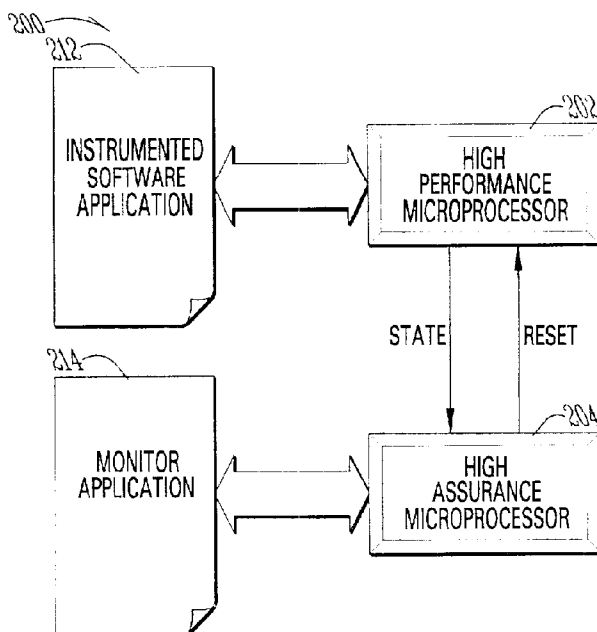 200
212
INSTRUMENTED
SOFTWARE
APPLICATION
202
HIGH
PERFORMANCE
MICROPROCESSOR
STATE
RESET
214
MONITOR
APPLICATION
204
HIGH
ASSURANCE
MICROPROCESSOR